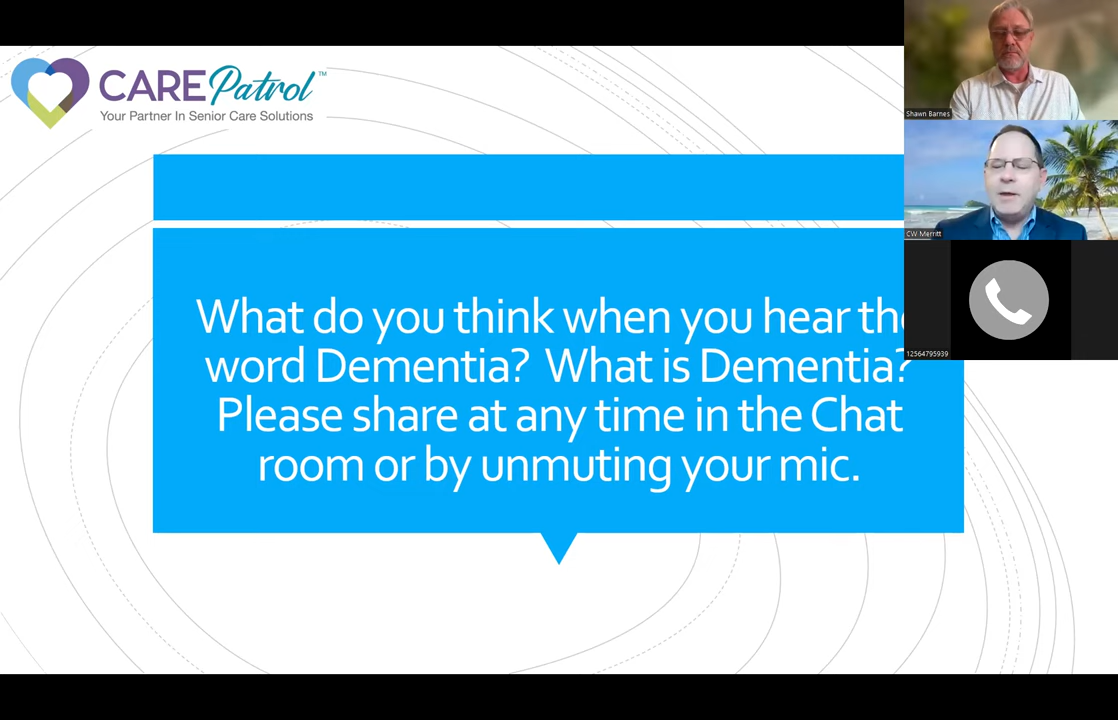 CAREPatrol™
Your Partner In Senior Care Solutions
Shawn Barnes
CW Merritt
12564795939
What do you think when you hear the
word Dementia? What is Dementia?
Please share at any time in the Chat
room or by unmuting your mic.